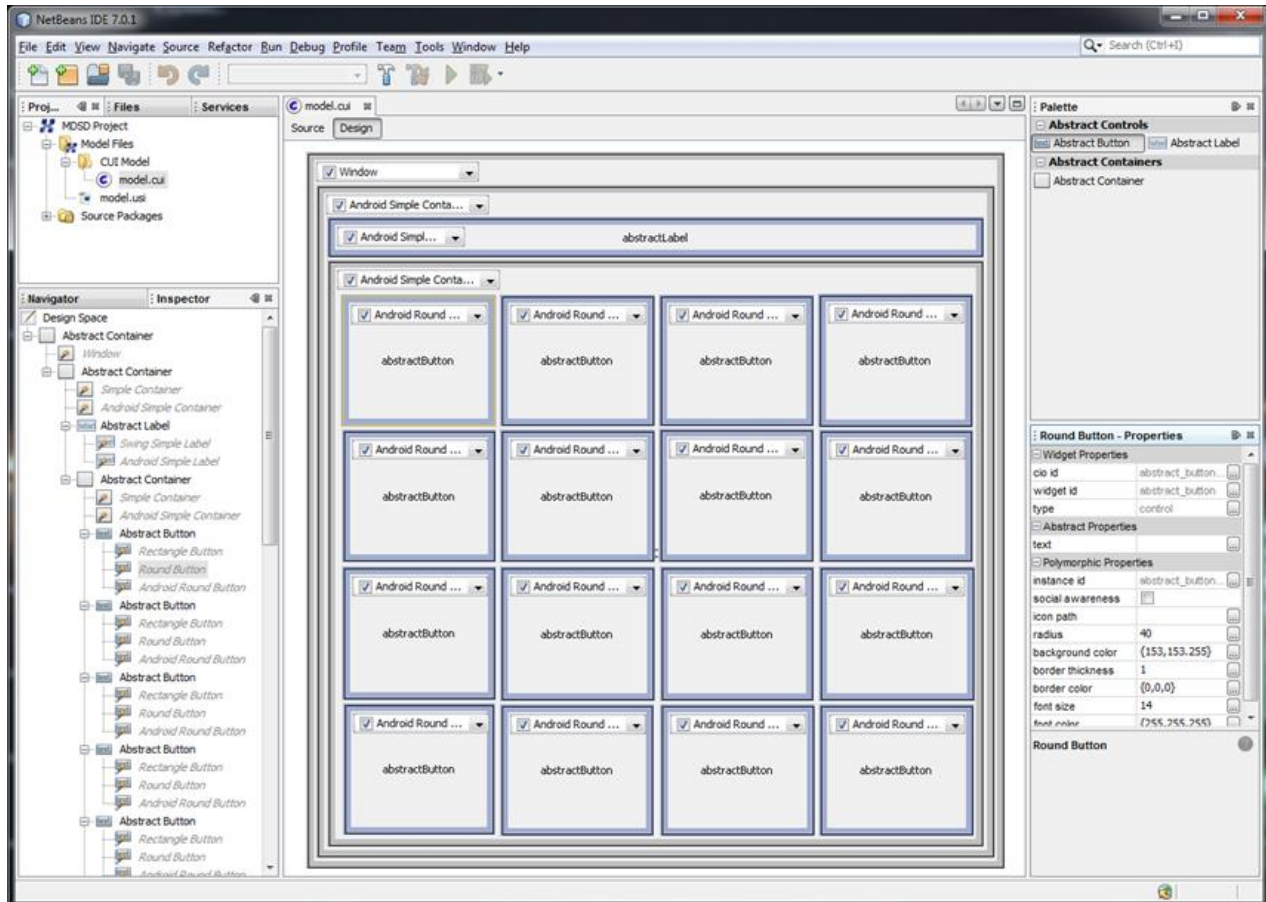 NetBeans IDE 7.0.1
File Edit View Navigate Source Refactor Run Debug Profile Team Tools Window Help
Search (Ctrl+I)
Proj... Files Services
MDSD Project
Model Files
CUI Model
model.cui
model.usi
Source Packages
Navigator Inspector
Design Space
Abstract Container
Window
Abstract Container
Simple Container
Android Simple Container
Abstract Label
Swing Simple Label
Android Simple Label
Abstract Container
Simple Container
Android Simple Container
Abstract Button
Rectangle Button
Round Button
Android Round Button
Abstract Button
Rectangle Button
Round Button
Android Round Button
Abstract Button
Rectangle Button
Round Button
Android Round Button
Abstract Button
Rectangle Button
Round Button
Android Round Button
Abstract Button
Rectangle Button
Round Button
Android Round Button
model.cui
Source Design
Window
Android Simple Conta...
Android Simpl... abstractLabel
Android Simple Conta...
Android Round ... Android Round ... Android Round ... Android Round ...
abstractButton abstractButton abstractButton abstractButton
Android Round ... Android Round ... Android Round ... Android Round ...
abstractButton abstractButton abstractButton abstractButton
Android Round ... Android Round ... Android Round ... Android Round ...
abstractButton abstractButton abstractButton abstractButton
Android Round ... Android Round ... Android Round ... Android Round ...
abstractButton abstractButton abstractButton abstractButton
Palette
Abstract Controls
Abstract Button Abstract Label
Abstract Containers
Abstract Container
Round Button - Properties
Widget Properties
cio id abstract_button...
widget id abstract_button
type control
Abstract Properties
text
Polymorphic Properties
instance id abstract_button...
social awareness
icon path
radius 40
background color {153,153.255}
border thickness 1
border color {0,0,0}
font size 14
font color {255,255,255}
Round Button